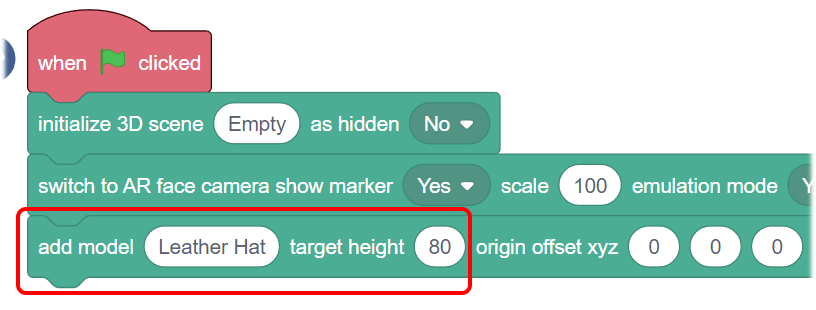 when clicked
initialize 3D scene Empty as hidden No
switch to AR face camera show marker Yes scale 100 emulation mode
add model Leather Hat target height 80 origin offset xyz 0 0 0